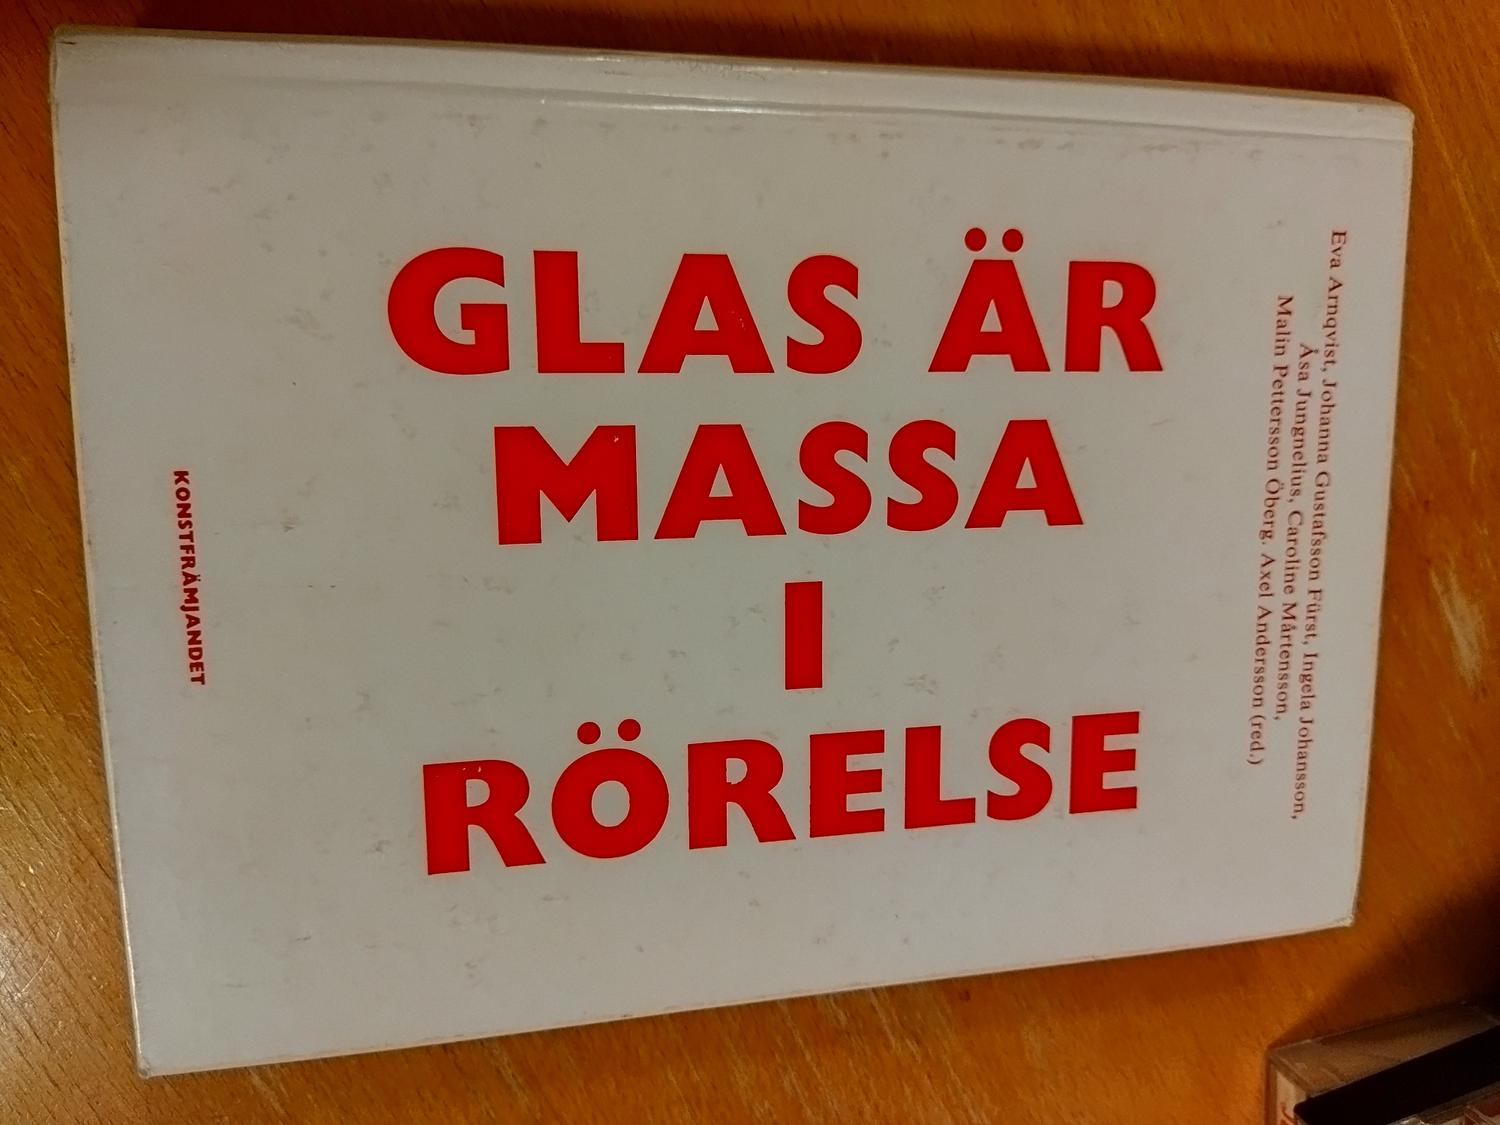 Eva Arnqvist, Johanna Gustafsson Fürst, Ingela Johansson,
Åsa Jungnelius, Caroline Mårtensson,
Malin Pettersson Öberg. Axel Andersson (red.)
GLAS ÄR
MASSA
I
RÖRELSE
KONSTFRÄMJANDET